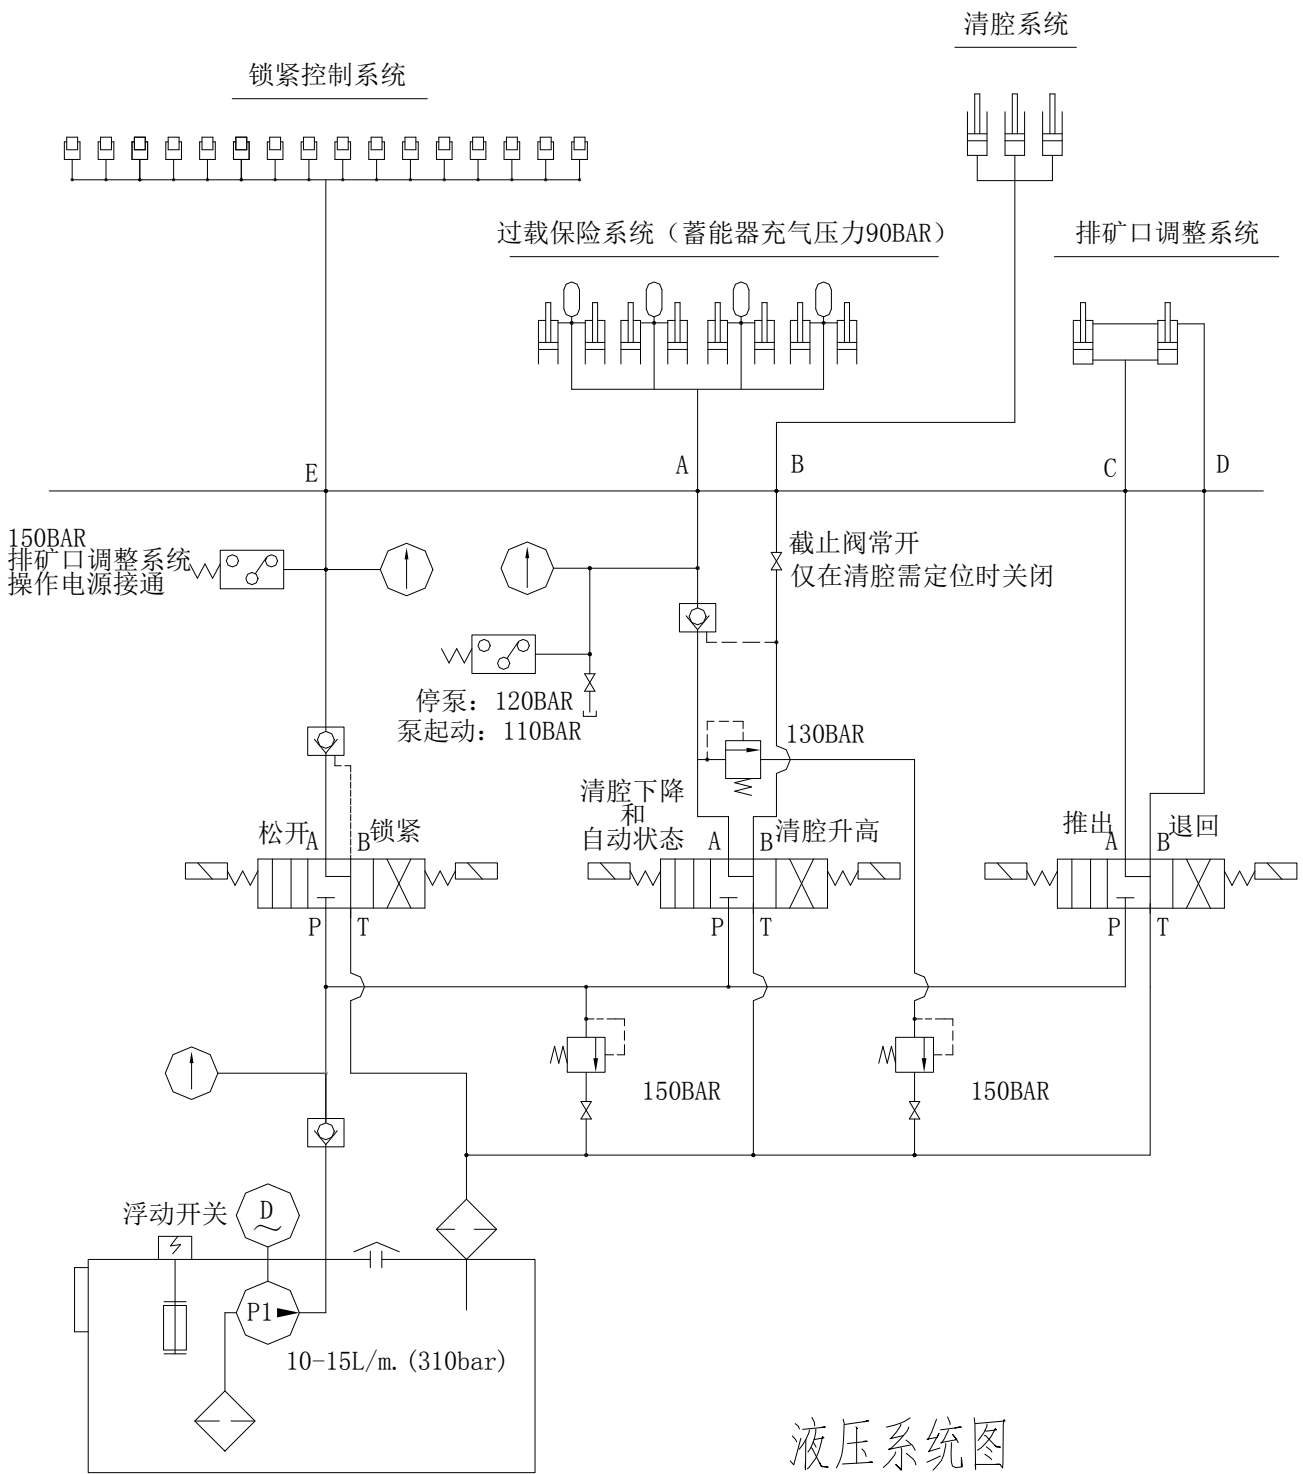 清腔系统
锁紧控制系统
过载保险系统（蓄能器充气压力90BAR）
排矿口调整系统
E
A
B
C
D
150BAR
排矿口调整系统
操作电源接通
截止阀常开
仅在清腔需定位时关闭
停泵：120BAR
泵起动：110BAR
130BAR
清腔下降
和
自动状态
清腔升高
松开
A
B
锁紧
A
B
推出
A
B
退回
P
T
P
T
P
T
150BAR
150BAR
浮动开关
D
~
P1
10-15L/m.(310bar)
液压系统图